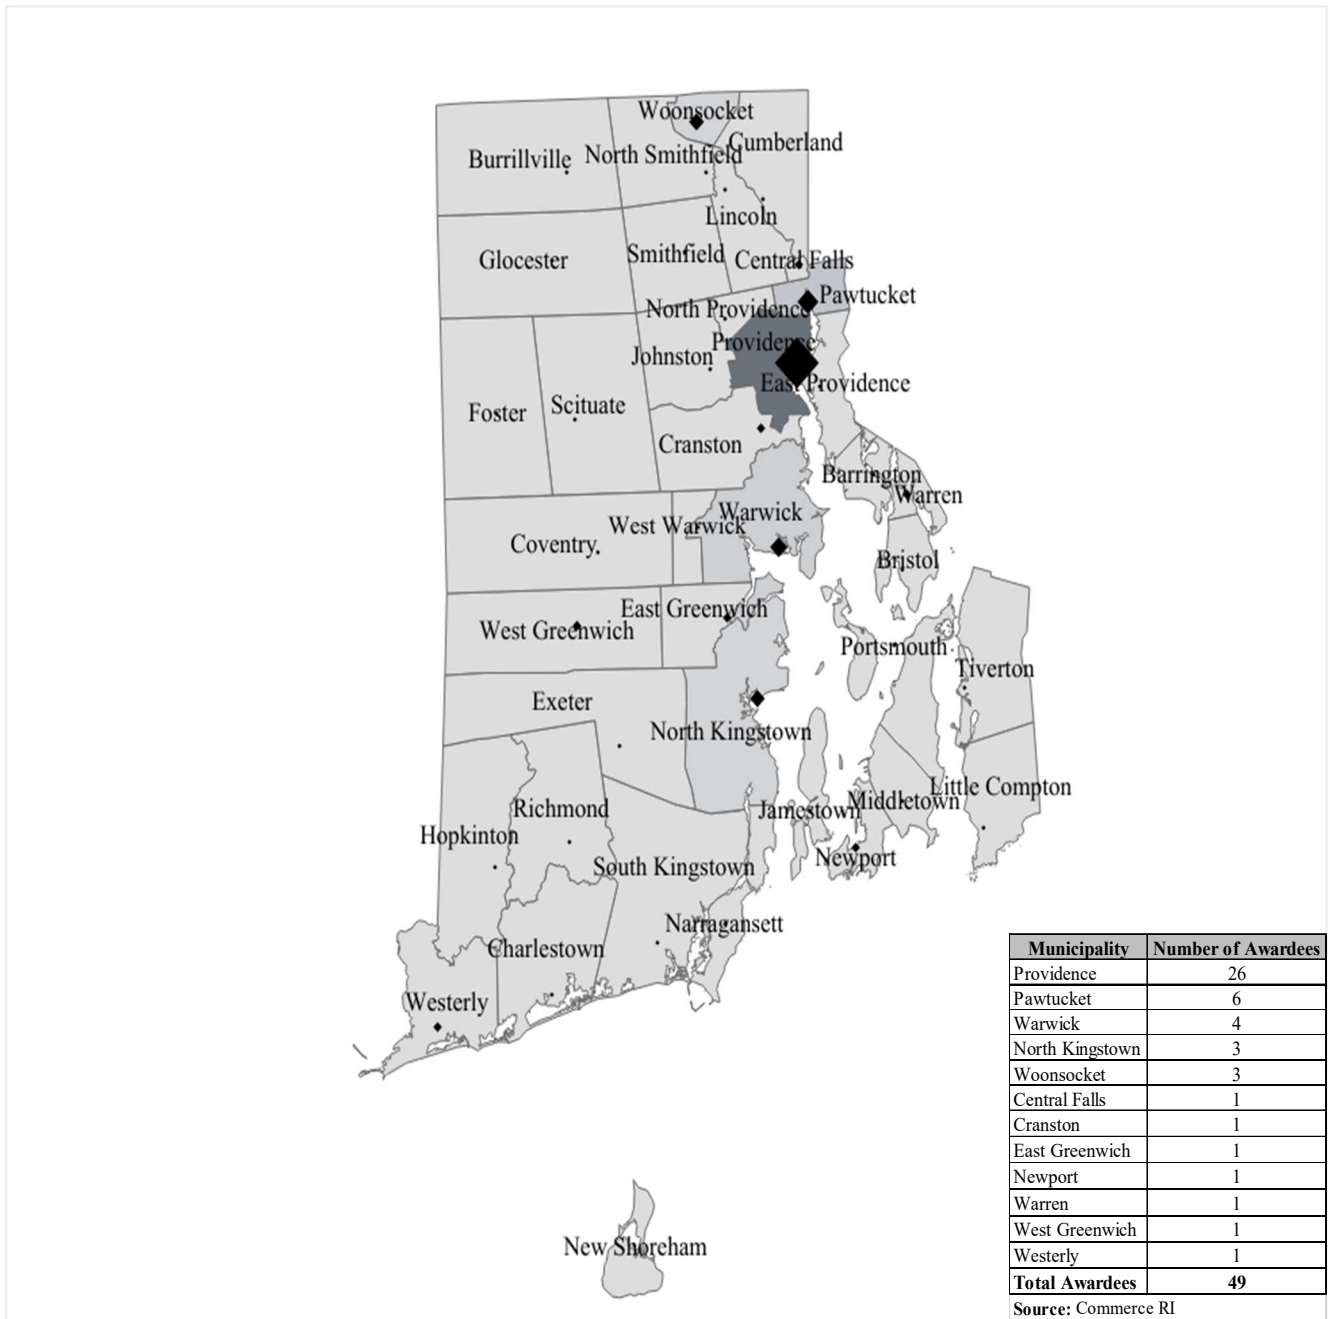 Woonsocket
Cumberland
Burrillville
North Smithfield
Lincoln
Glocester
Smithfield
Central Falls
Pawtucket
North Providence
Providence
Johnston
East Providence
Foster
Scituate
Cranston
Barrington
Warren
Warwick
West Warwick
Coventry
Bristol
East Greenwich
West Greenwich
Portsmouth
Tiverton
Exeter
North Kingstown
Little Compton
Middletown
Jamestown
Richmond
Hopkinton
Newport
South Kingstown
Narragansett
Charlestown
Westerly
New Shoreham
Municipality Number of Awardees
Providence 26
Pawtucket 6
Warwick 4
North Kingstown 3
Woonsocket 3
Central Falls 1
Cranston 1
East Greenwich 1
Newport 1
Warren 1
West Greenwich 1
Westerly 1
Total Awardees 49
Source: Commerce RI